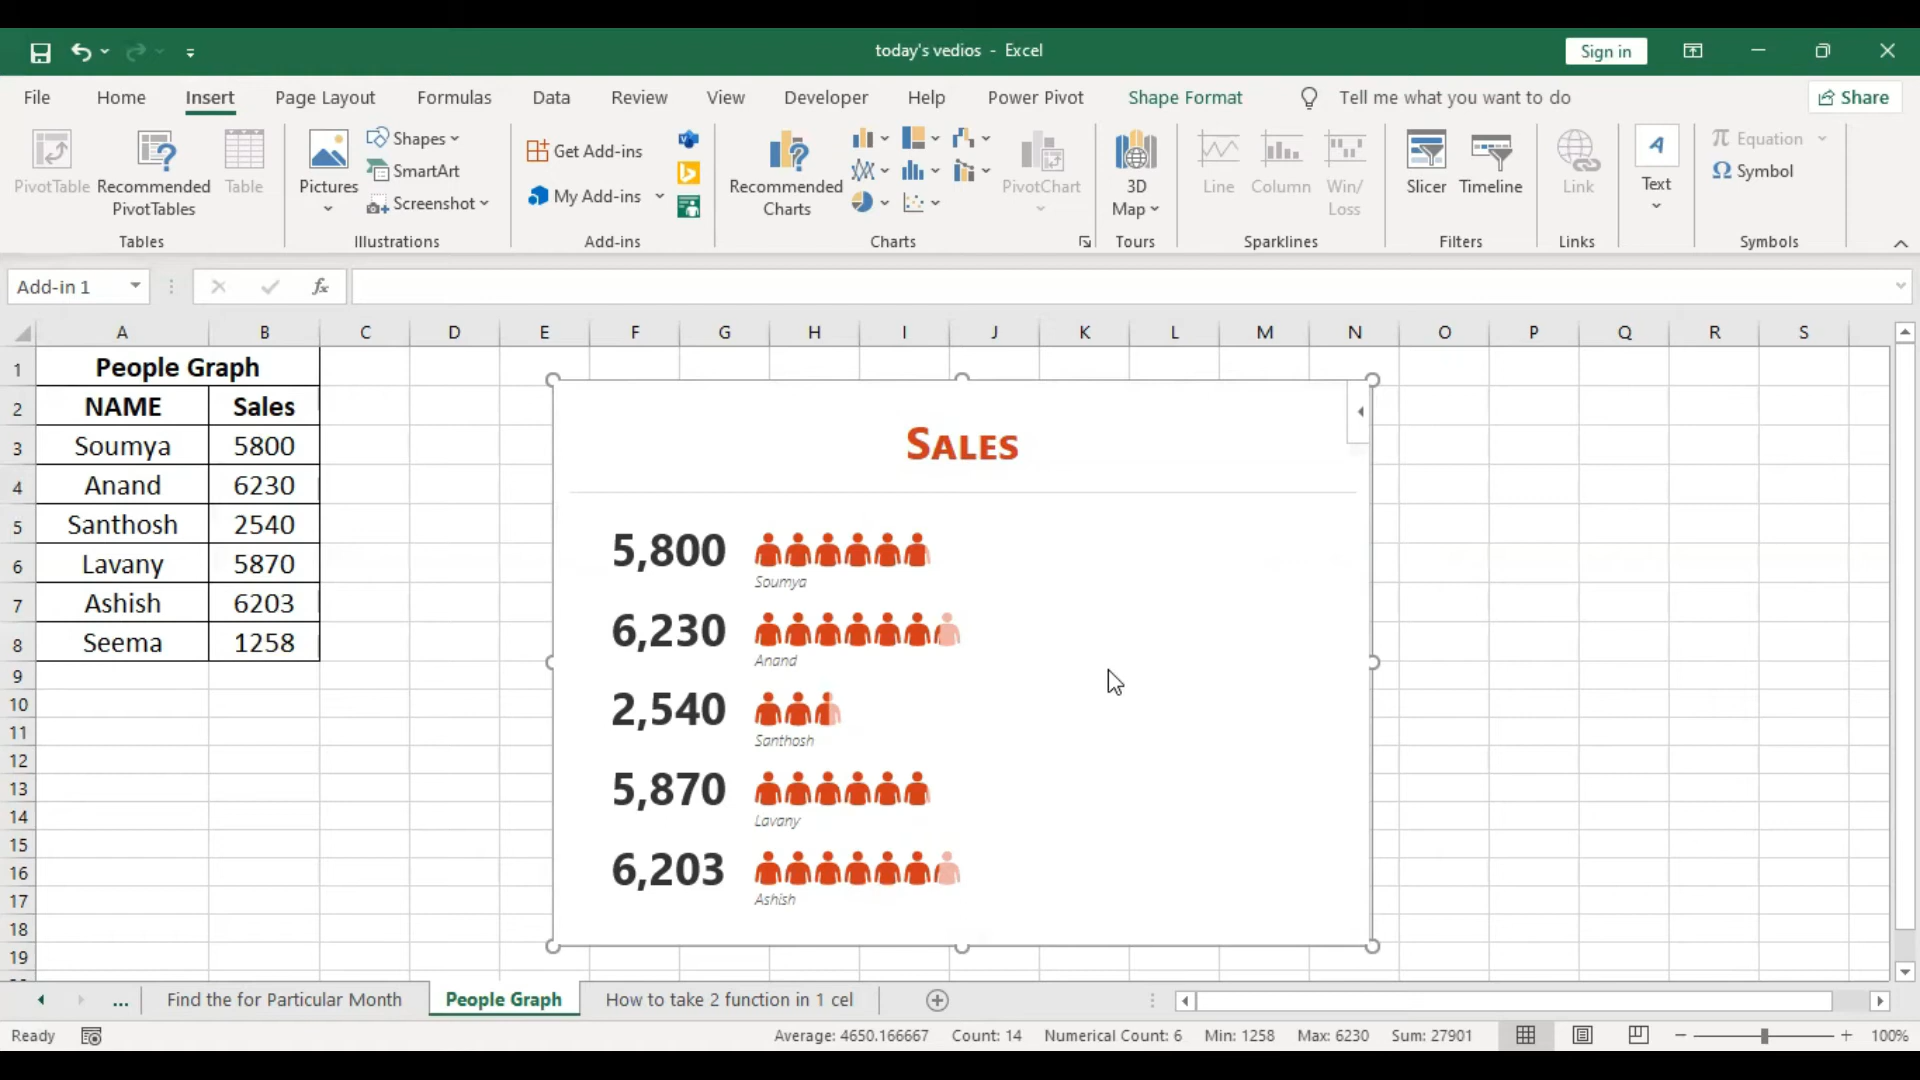 today's vedios - Excel
Sign in
File Home Insert Page Layout Formulas Data Review View Developer Help Power Pivot Shape Format Tell me what you want to do Share
PivotTable
Recommended PivotTables
Table
Tables
Pictures
Shapes
SmartArt
Screenshot
Illustrations
Get Add-ins
My Add-ins
Add-ins
Recommended Charts
PivotChart
Charts
3D Map
Tours
Line
Column
Win/ Loss
Sparklines
Slicer
Timeline
Filters
Link
Links
Text
Equation
Symbol
Symbols
Add-in 1 fx
A B C D E F G H I J K L M N O P Q R S
1 People Graph
2 NAME Sales
3 Soumya 5800
4 Anand 6230
5 Santhosh 2540
6 Lavany 5870
7 Ashish 6203
8 Seema 1258
9
10
11
12
13
14
15
16
17
18
19
Sales
5,800
Soumya
6,230
Anand
2,540
Santhosh
5,870
Lavany
6,203
Ashish
... Find the for Particular Month People Graph How to take 2 function in 1 cel
Ready Average: 4650.166667 Count: 14 Numerical Count: 6 Min: 1258 Max: 6230 Sum: 27901 100%